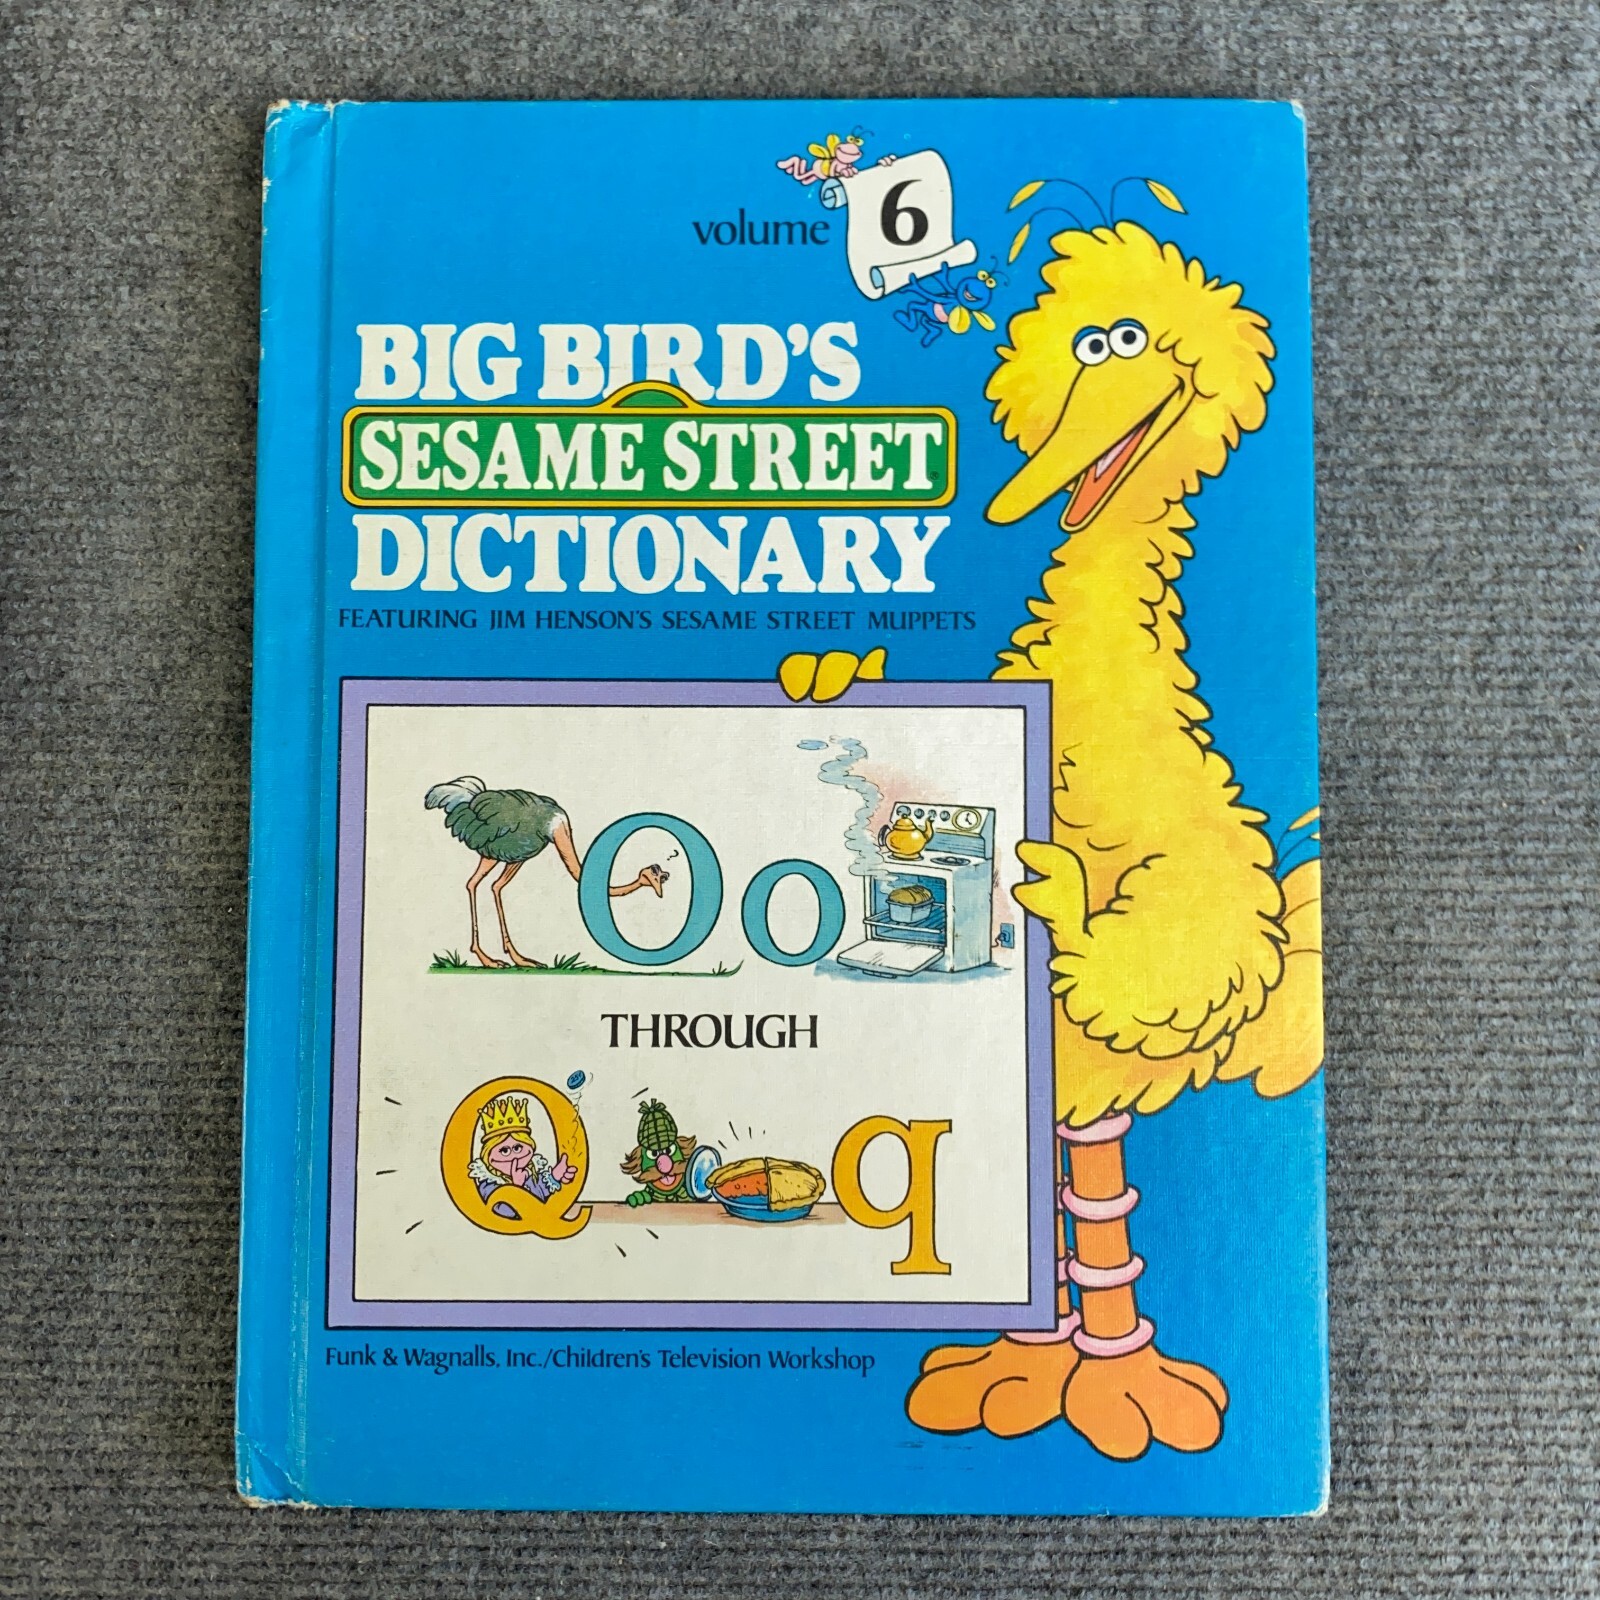 volume 6
BIG BIRD'S
SESAME STREET
DICTIONARY
FEATURING JIM HENSON'S SESAME STREET MUPPETS
Oo
?
THROUGH
Q q
Funk & Wagnalls, Inc./Children's Television Workshop